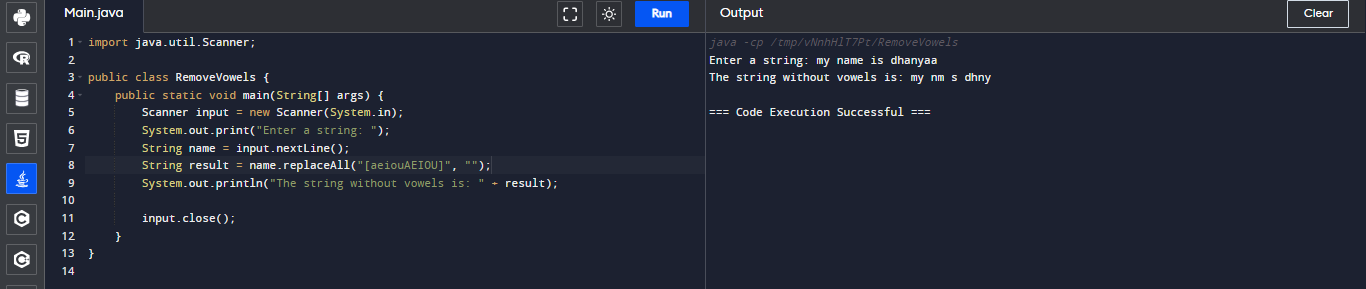 Main.java
Run
Output
Clear
1 import java.util.Scanner;
2
3 public class RemoveVowels {
4     public static void main(String[] args) {
5         Scanner input = new Scanner(System.in);
6         System.out.print("Enter a string: ");
7         String name = input.nextLine();
8         String result = name.replaceAll("[aeiouAEIOU]", "");
9         System.out.println("The string without vowels is: " + result);
10
11         input.close();
12     }
13 }
14
java -cp /tmp/vNnhHlT7Pt/RemoveVowels
Enter a string: my name is dhanyaa
The string without vowels is: my nm s dhny
=== Code Execution Successful ===